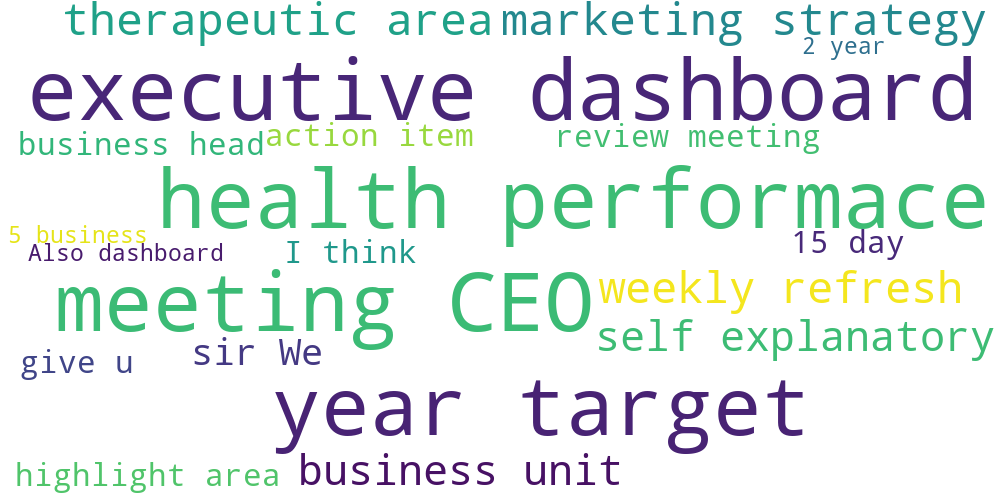 therapeutic area
marketing strategy
2 year
executive dashboard
business head
action item
review meeting
health performace
5 business
Also dashboard
I think
15 day
meeting CEO
weekly refresh
self explanatory
give u
sir We
year target
highlight area
business unit